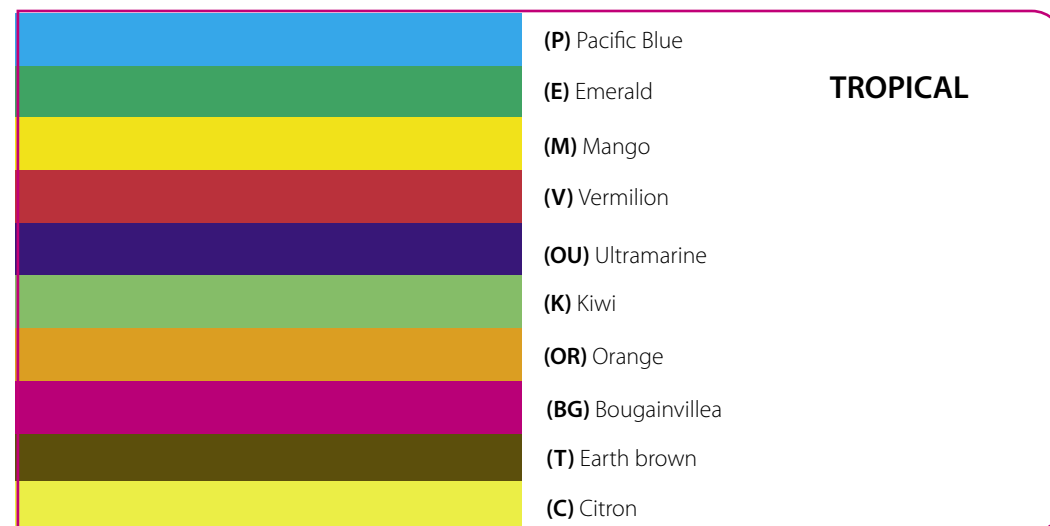 (P) Pacific Blue
TROPICAL
(E) Emerald
(M) Mango
(V) Vermilion
(OU) Ultramarine
(K) Kiwi
(OR) Orange
(BG) Bougainvillea
(T) Earth brown
(C) Citron